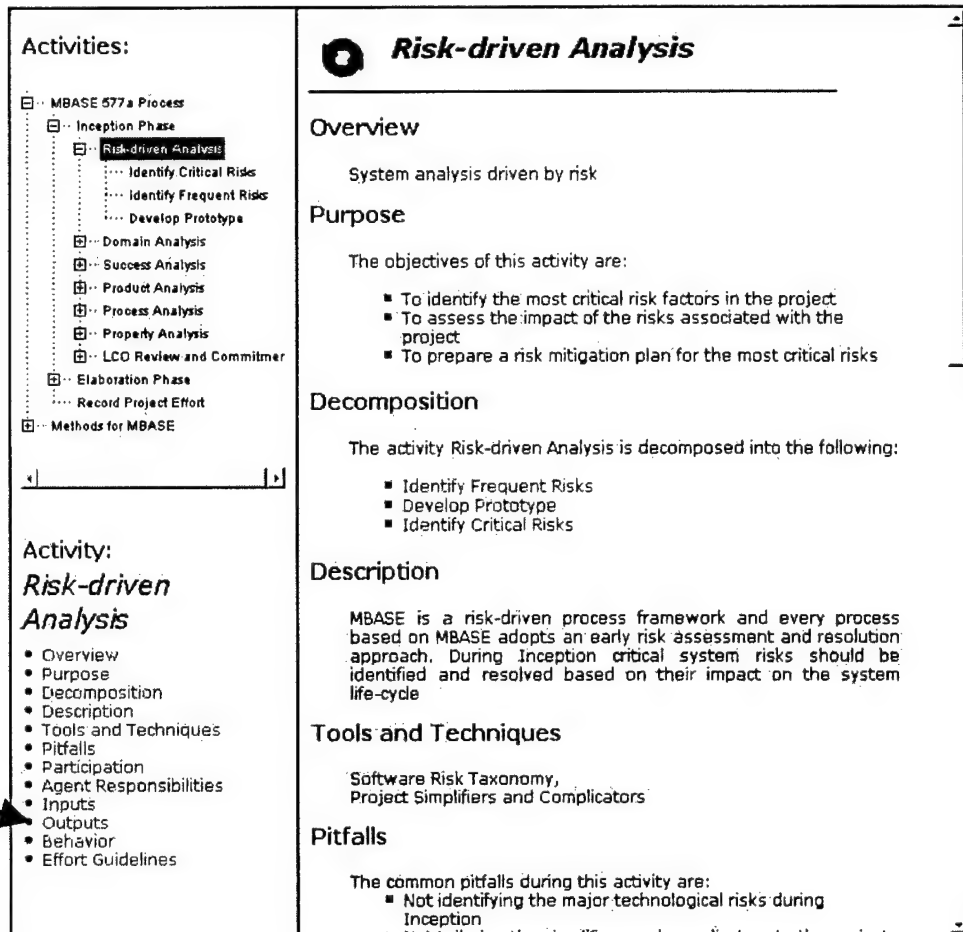 Activities:
MBASE 577a Process
Inception Phase
Risk-driven Analysis
Identify Critical Risks
Identify Frequent Risks
Develop Prototype
Domain Analysis
Success Analysis
Product Analysis
Process Analysis
Property Analysis
LCO Review and Commitmer
Elaboration Phase
Record Project Effort
Methods for MBASE
Activity:
Risk-driven
Analysis
• Overview
• Purpose
• Decomposition
• Description
• Tools and Techniques
• Pitfalls
• Participation
• Agent Responsibilities
• Inputs
• Outputs
• Behavior
• Effort Guidelines
Risk-driven Analysis
Overview
System analysis driven by risk
Purpose
The objectives of this activity are:
■ To identify the most critical risk factors in the project
■ To assess the impact of the risks associated with the
project
■ To prepare a risk mitigation plan for the most critical risks
Decomposition
The activity Risk-driven Analysis is decomposed into the following:
■ Identify Frequent Risks
■ Develop Prototype
■ Identify Critical Risks
Description
MBASE is a risk-driven process framework and every process
based on MBASE adopts an early risk assessment and resolution
approach. During Inception critical system risks should be
identified and resolved based on their impact on the system
life-cycle
Tools and Techniques
Software Risk Taxonomy,
Project Simplifiers and Complicators
Pitfalls
The common pitfalls during this activity are:
■ Not identifying the major technological risks during
Inception